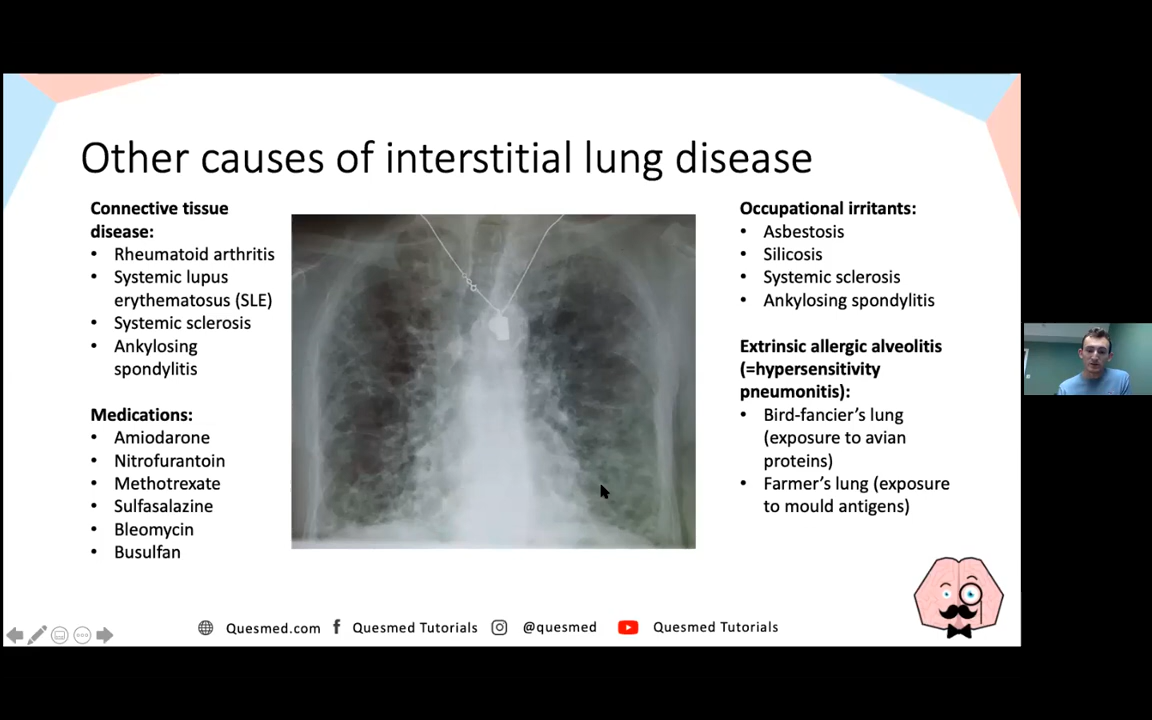 Other causes of interstitial lung disease
Connective tissue
disease:
• Rheumatoid arthritis
• Systemic lupus
erythematosus (SLE)
• Systemic sclerosis
• Ankylosing
spondylitis
Medications:
• Amiodarone
• Nitrofurantoin
• Methotrexate
• Sulfasalazine
• Bleomycin
• Busulfan
Occupational irritants:
• Asbestosis
• Silicosis
• Systemic sclerosis
• Ankylosing spondylitis
Extrinsic allergic alveolitis
(=hypersensitivity
pneumonitis):
• Bird-fancier’s lung
(exposure to avian
proteins)
• Farmer’s lung (exposure
to mould antigens)
Quesmed.com f Quesmed Tutorials @quesmed Quesmed Tutorials